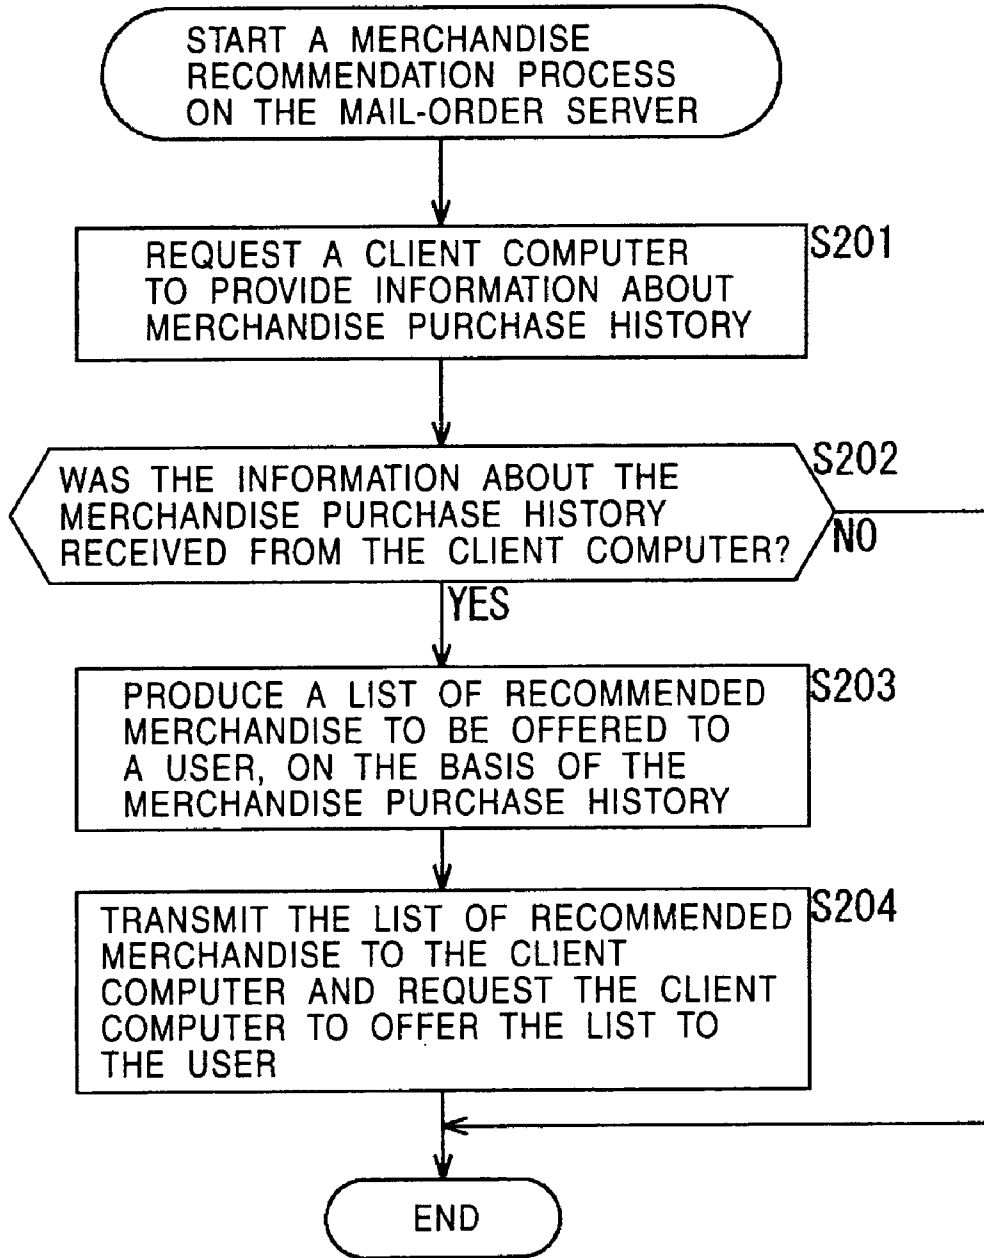 START A MERCHANDISE
RECOMMENDATION PROCESS
ON THE MAIL-ORDER SERVER
S201
REQUEST A CLIENT COMPUTER
TO PROVIDE INFORMATION ABOUT
MERCHANDISE PURCHASE HISTORY
S202
WAS THE INFORMATION ABOUT THE
MERCHANDISE PURCHASE HISTORY
RECEIVED FROM THE CLIENT COMPUTER?
NO
YES
S203
PRODUCE A LIST OF RECOMMENDED
MERCHANDISE TO BE OFFERED TO
A USER, ON THE BASIS OF THE
MERCHANDISE PURCHASE HISTORY
S204
TRANSMIT THE LIST OF RECOMMENDED
MERCHANDISE TO THE CLIENT
COMPUTER AND REQUEST THE CLIENT
COMPUTER TO OFFER THE LIST TO
THE USER
END